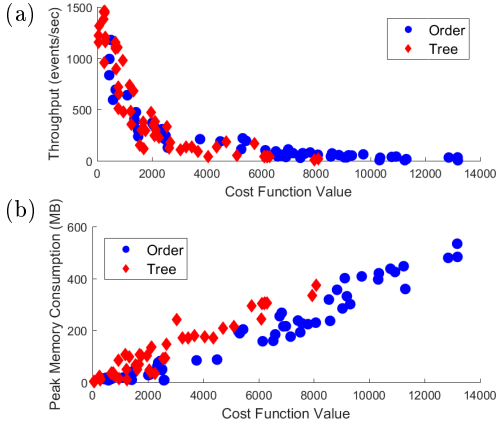 (a)
Throughput (events/sec)
1500
1000
500
0
Order
Tree
0 2000 4000 6000 8000 10000 12000 14000
Cost Function Value
(b)
Peak Memory Consumption (MB)
600
400
200
0
Order
Tree
0 2000 4000 6000 8000 10000 12000 14000
Cost Function Value